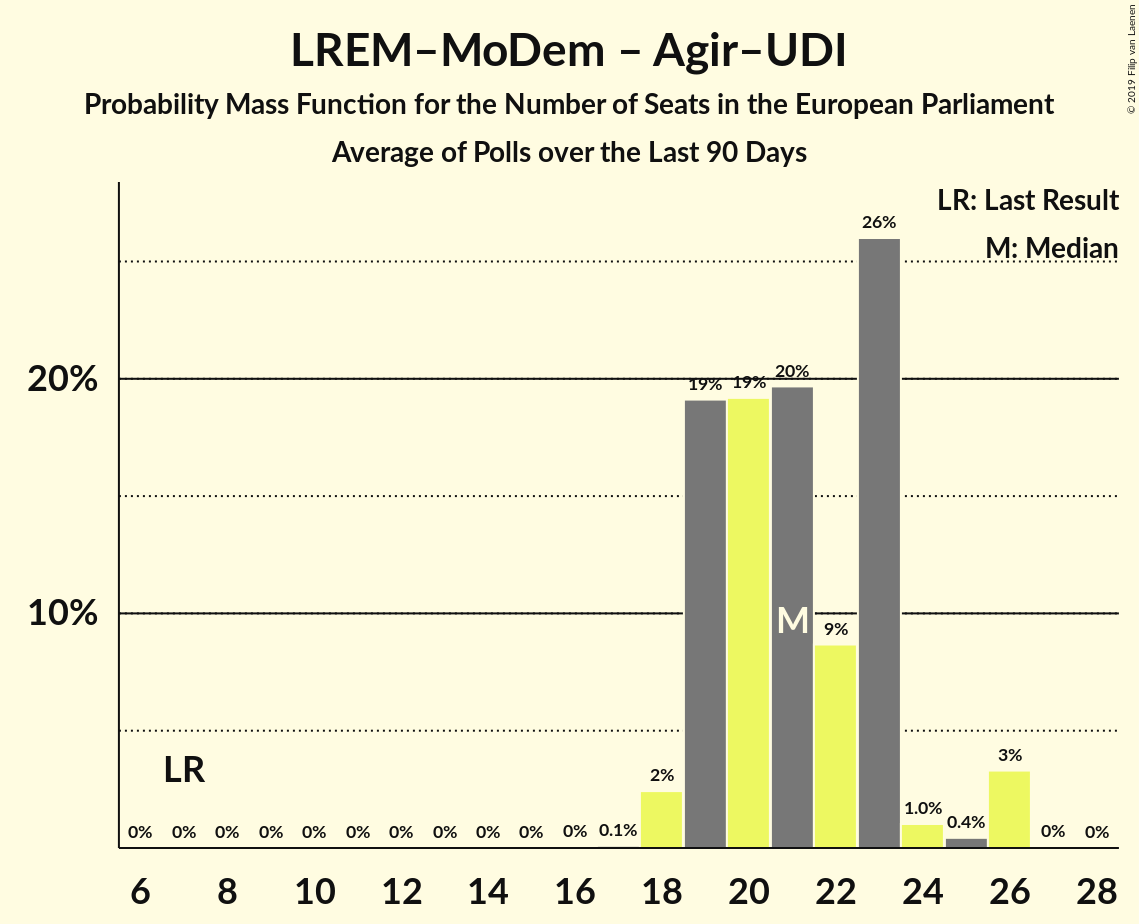 LREM–MoDem – Agir–UDI
Probability Mass Function for the Number of Seats in the European Parliament
Average of Polls over the Last 90 Days
© 2019 Filip van Laenen
LR: Last Result
M: Median
26%
20%
19% 19% 20%
10%
M
9%
LR
2%
3%
0% 0% 0% 0% 0% 0% 0% 0% 0% 0% 0% 0.1% 1.0% 0.4% 0% 0%
6 8 10 12 14 16 18 20 22 24 26 28